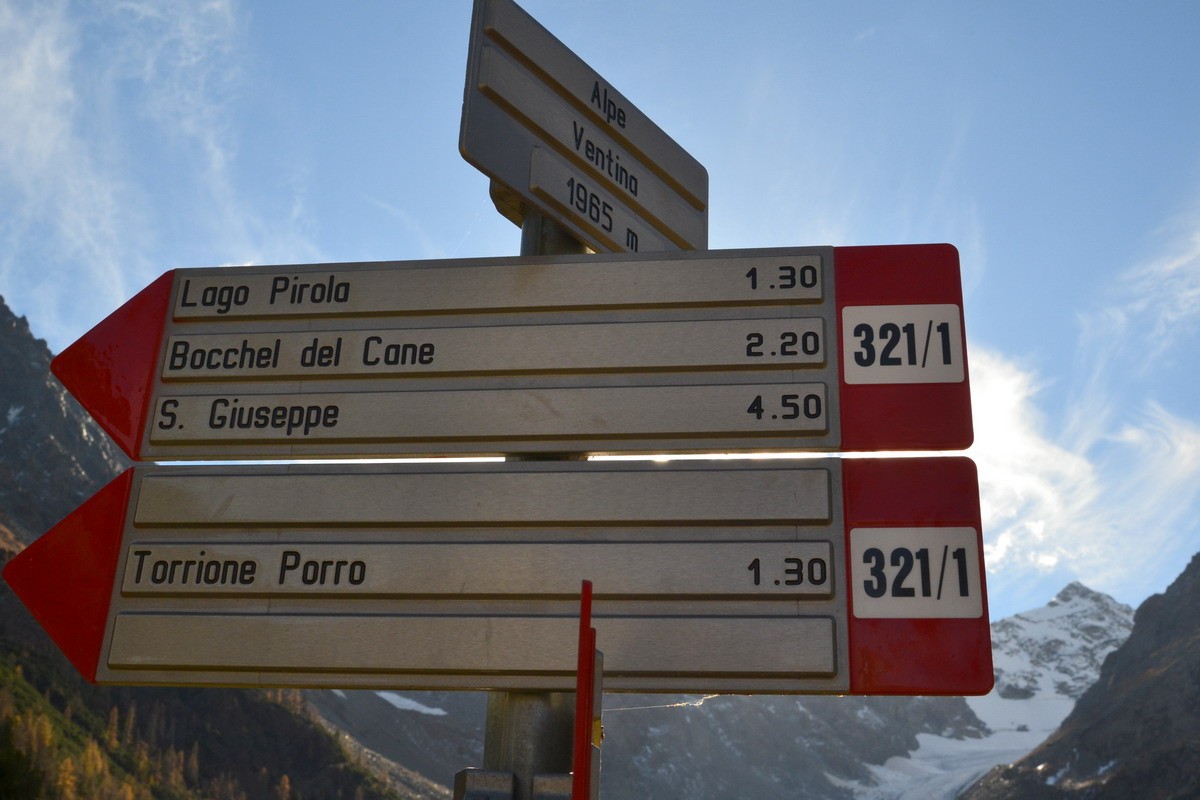 Alpe
Ventina
1965 m
Lago Pirola 1.30
Bocchel del Cane 2.20
S. Giuseppe 4.50
321/1
Torrione Porro 1.30
321/1